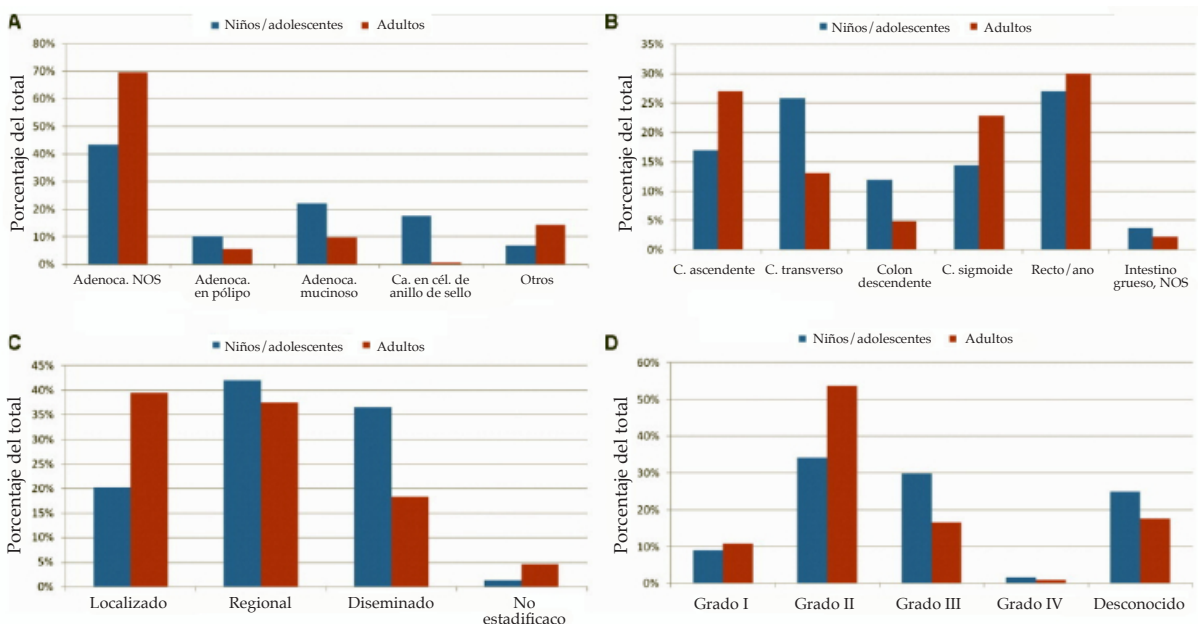 A
Niños/adolescentes Adultos
Porcentaje del total
80%
70%
60%
50%
40%
30%
20%
10%
0%
Adenoca. NOS
Adenoca.
en pólipo
Adenoca.
mucinoso
Ca. en cél. de
anillo de sello
Otros
B
Niños/adolescentes Adultos
Porcentaje del total
35%
30%
25%
20%
15%
10%
5%
0%
C. ascendente
C. transverso
Colon
descendente
C. sigmoide
Recto/ano
Intestino
grueso, NOS
C
Niños/adolescentes Adultos
Porcentaje del total
45%
40%
35%
30%
25%
20%
15%
10%
5%
0%
Localizado
Regional
Diseminado
No
estadificaco
D
Niños/adolescentes Adultos
Porcentaje del total
60%
50%
40%
30%
20%
10%
0%
Grado I
Grado II
Grado III
Grado IV
Desconocido